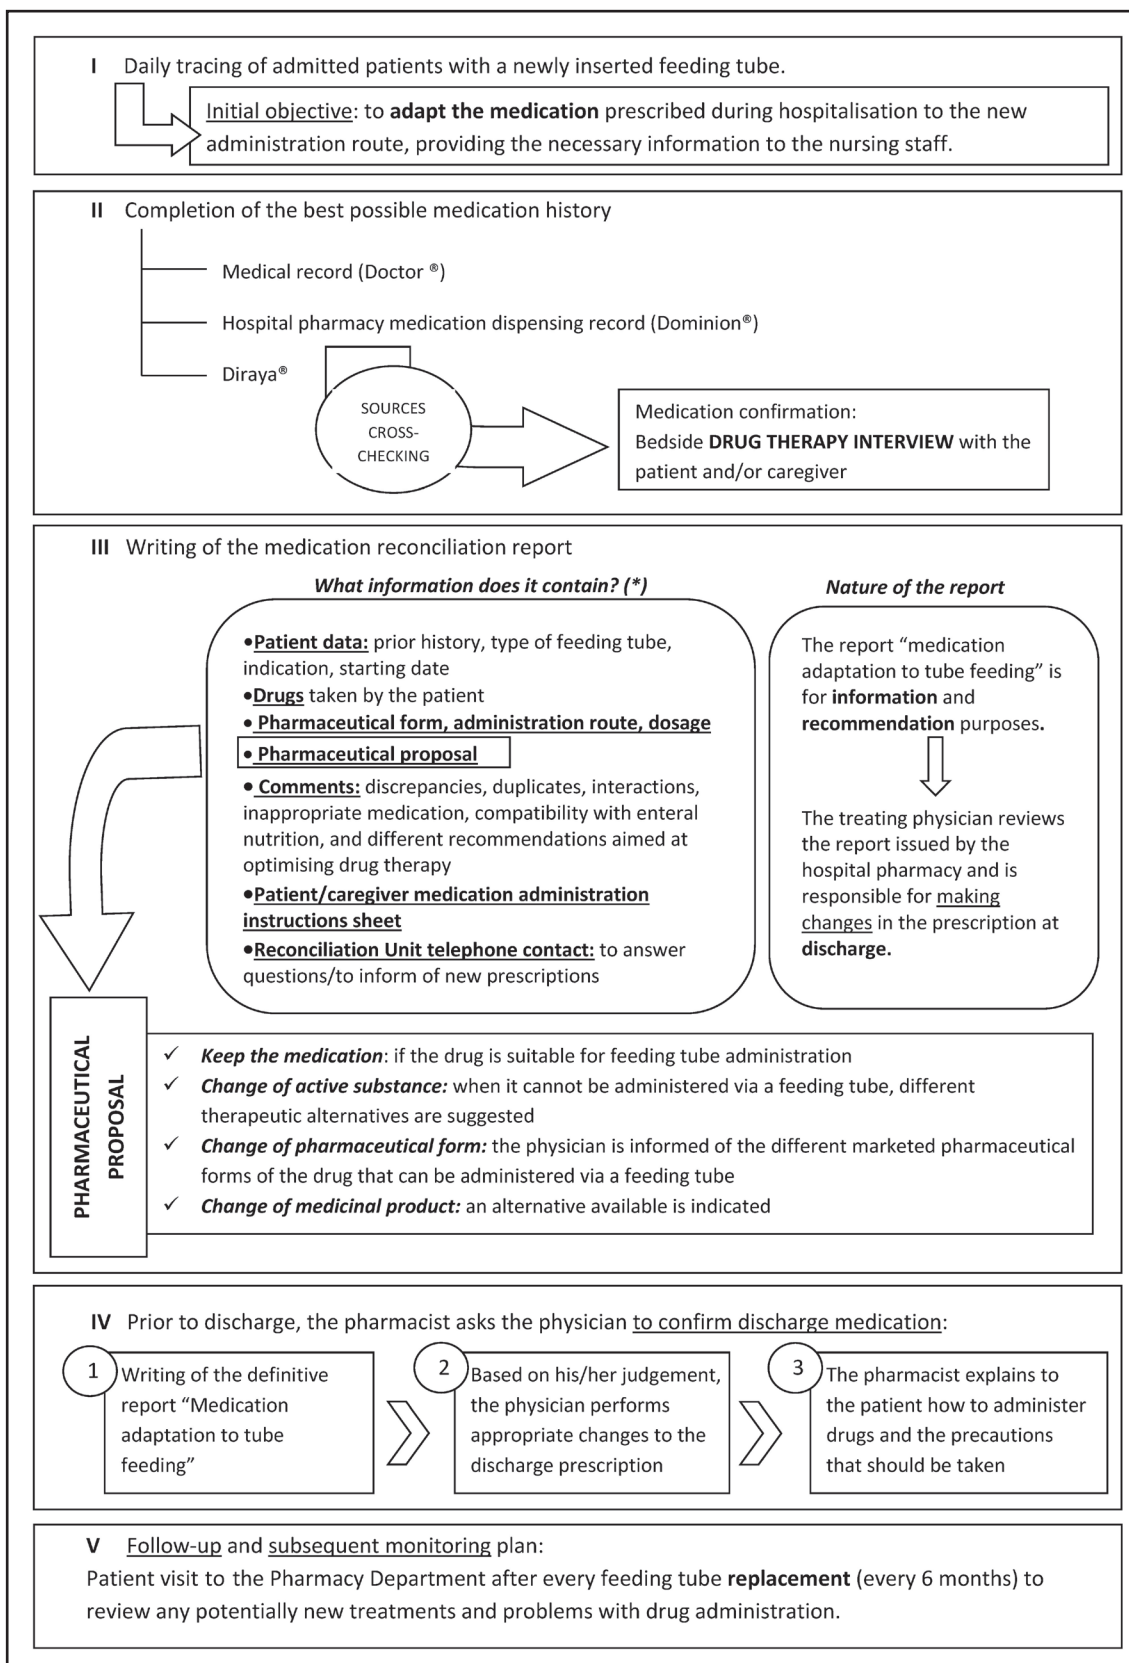 I Daily tracing of admitted patients with a newly inserted feeding tube.
Initial objective: to adapt the medication prescribed during hospitalisation to the new
administration route, providing the necessary information to the nursing staff.
II Completion of the best possible medication history
Medical record (Doctor ®)
Hospital pharmacy medication dispensing record (Dominion®)
Diraya®
SOURCES
CROSS-
CHECKING
Medication confirmation:
Bedside DRUG THERAPY INTERVIEW with the
patient and/or caregiver
III Writing of the medication reconciliation report
What information does it contain? (*)
•Patient data: prior history, type of feeding tube,
indication, starting date
•Drugs taken by the patient
• Pharmaceutical form, administration route, dosage
• Pharmaceutical proposal
• Comments: discrepancies, duplicates, interactions,
inappropriate medication, compatibility with enteral
nutrition, and different recommendations aimed at
optimising drug therapy
•Patient/caregiver medication administration
instructions sheet
•Reconciliation Unit telephone contact: to answer
questions/to inform of new prescriptions
Nature of the report
The report “medication
adaptation to tube feeding” is
for information and
recommendation purposes.
The treating physician reviews
the report issued by the
hospital pharmacy and is
responsible for making
changes in the prescription at
discharge.
PHARMACEUTICAL
PROPOSAL
✓ Keep the medication: if the drug is suitable for feeding tube administration
✓ Change of active substance: when it cannot be administered via a feeding tube, different
therapeutic alternatives are suggested
✓ Change of pharmaceutical form: the physician is informed of the different marketed pharmaceutical
forms of the drug that can be administered via a feeding tube
✓ Change of medicinal product: an alternative available is indicated
IV Prior to discharge, the pharmacist asks the physician to confirm discharge medication:
1
Writing of the definitive
report “Medication
adaptation to tube
feeding”
2
Based on his/her judgement,
the physician performs
appropriate changes to the
discharge prescription
3
The pharmacist explains to
the patient how to administer
drugs and the precautions
that should be taken
V Follow-up and subsequent monitoring plan:
Patient visit to the Pharmacy Department after every feeding tube replacement (every 6 months) to
review any potentially new treatments and problems with drug administration.